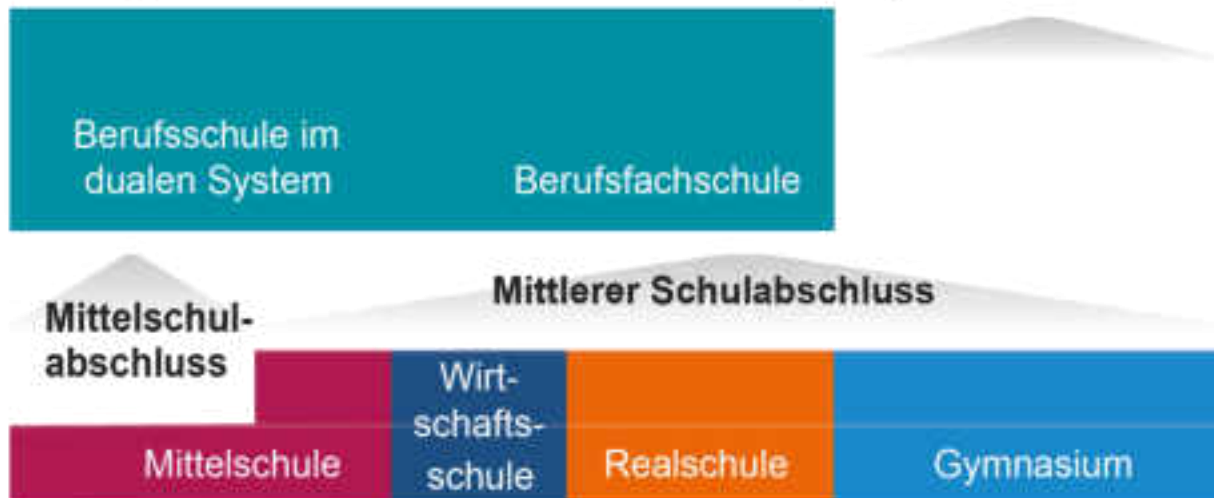 Berufsschule im
dualen System
Berufsfachschule
Mittelschul-
abschluss
Mittlerer Schulabschluss
Mittelschule
Wirt-
schafts-
schule
Realschule
Gymnasium